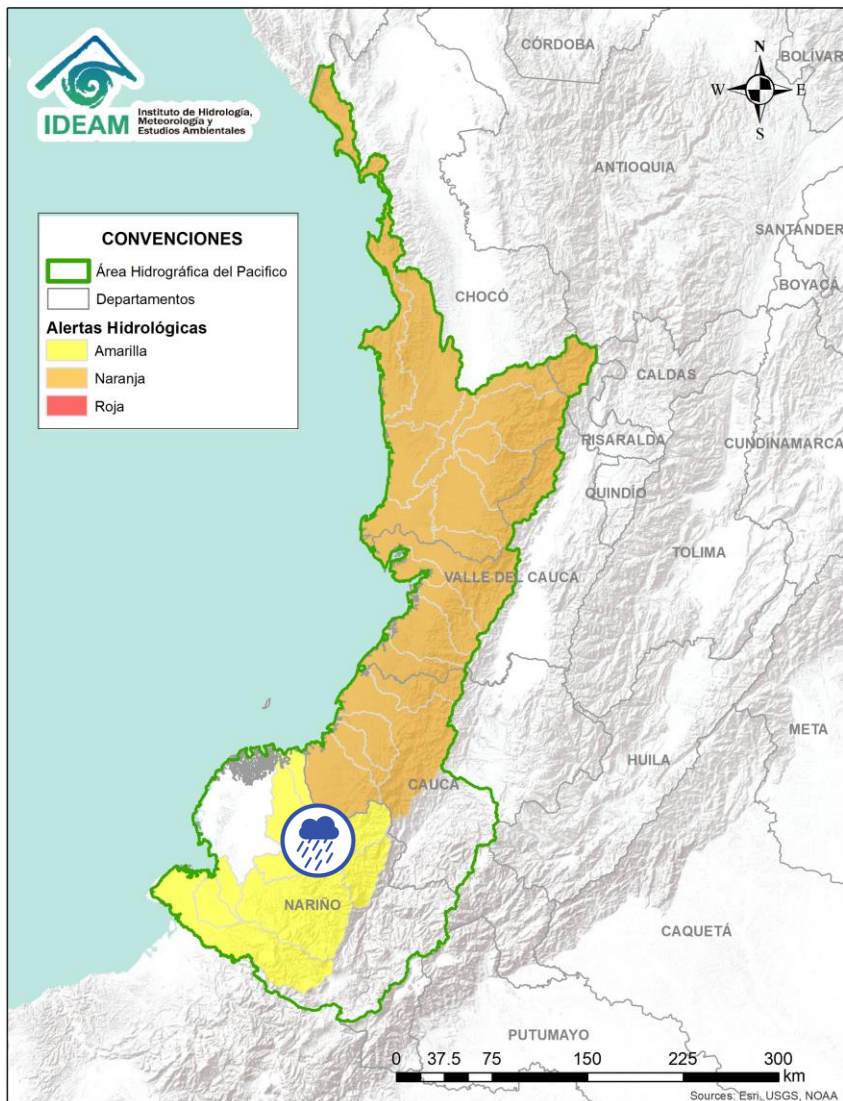 IDEAM
Instituto de Hidrología,
Meteorología y
Estudios Ambientales
CÓRDOBA
BOLÍVAR
N
W
E
S
ANTIOQUIA
SANTANDER
BOYACÁ
CONVENCIONES
Área Hidrográfica del Pacifico
Departamentos
Alertas Hidrológicas
Amarilla
Naranja
Roja
CHOCÓ
CALDAS
RISARALDA
CUNDINAMARCA
QUINDÍO
TOLIMA
VALLE DEL CAUCA
META
HUILA
CAUCA
NARIÑO
CAQUETÁ
PUTUMAYO
0 37.5 75 150 225 300
km
Sources: Esri, USGS, NOAA